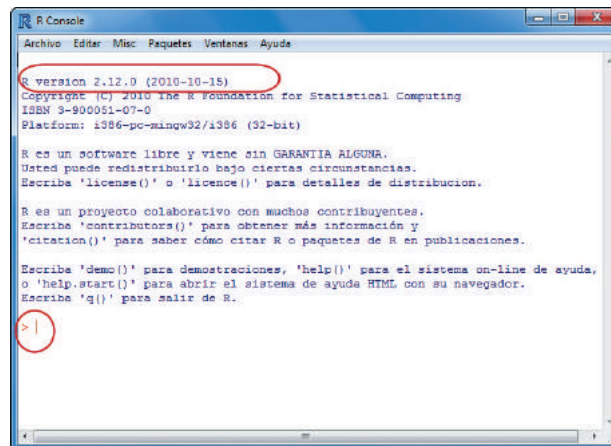 R Console
Archivo Editar Misc Paquetes Ventanas Ayuda
R version 2.12.0 (2010-10-15)
Copyright (C) 2010 The R Foundation for Statistical Computing
ISBN 3-900051-07-0
Platform: i386-pc-mingw32/i386 (32-bit)
R es un software libre y viene sin GARANTIA ALGUNA.
Usted puede redistribuirlo bajo ciertas circunstancias.
Escriba 'license()' o 'licence()' para detalles de distribucion.
R es un proyecto colaborativo con muchos contribuyentes.
Escriba 'contributors()' para obtener más información y
'citation()' para saber cómo citar R o paquetes de R en publicaciones.
Escriba 'demo()' para demostraciones, 'help()' para el sistema on-line de ayuda,
o 'help.start()' para abrir el sistema de ayuda HTML con su navegador.
Escriba 'q()' para salir de R.
>